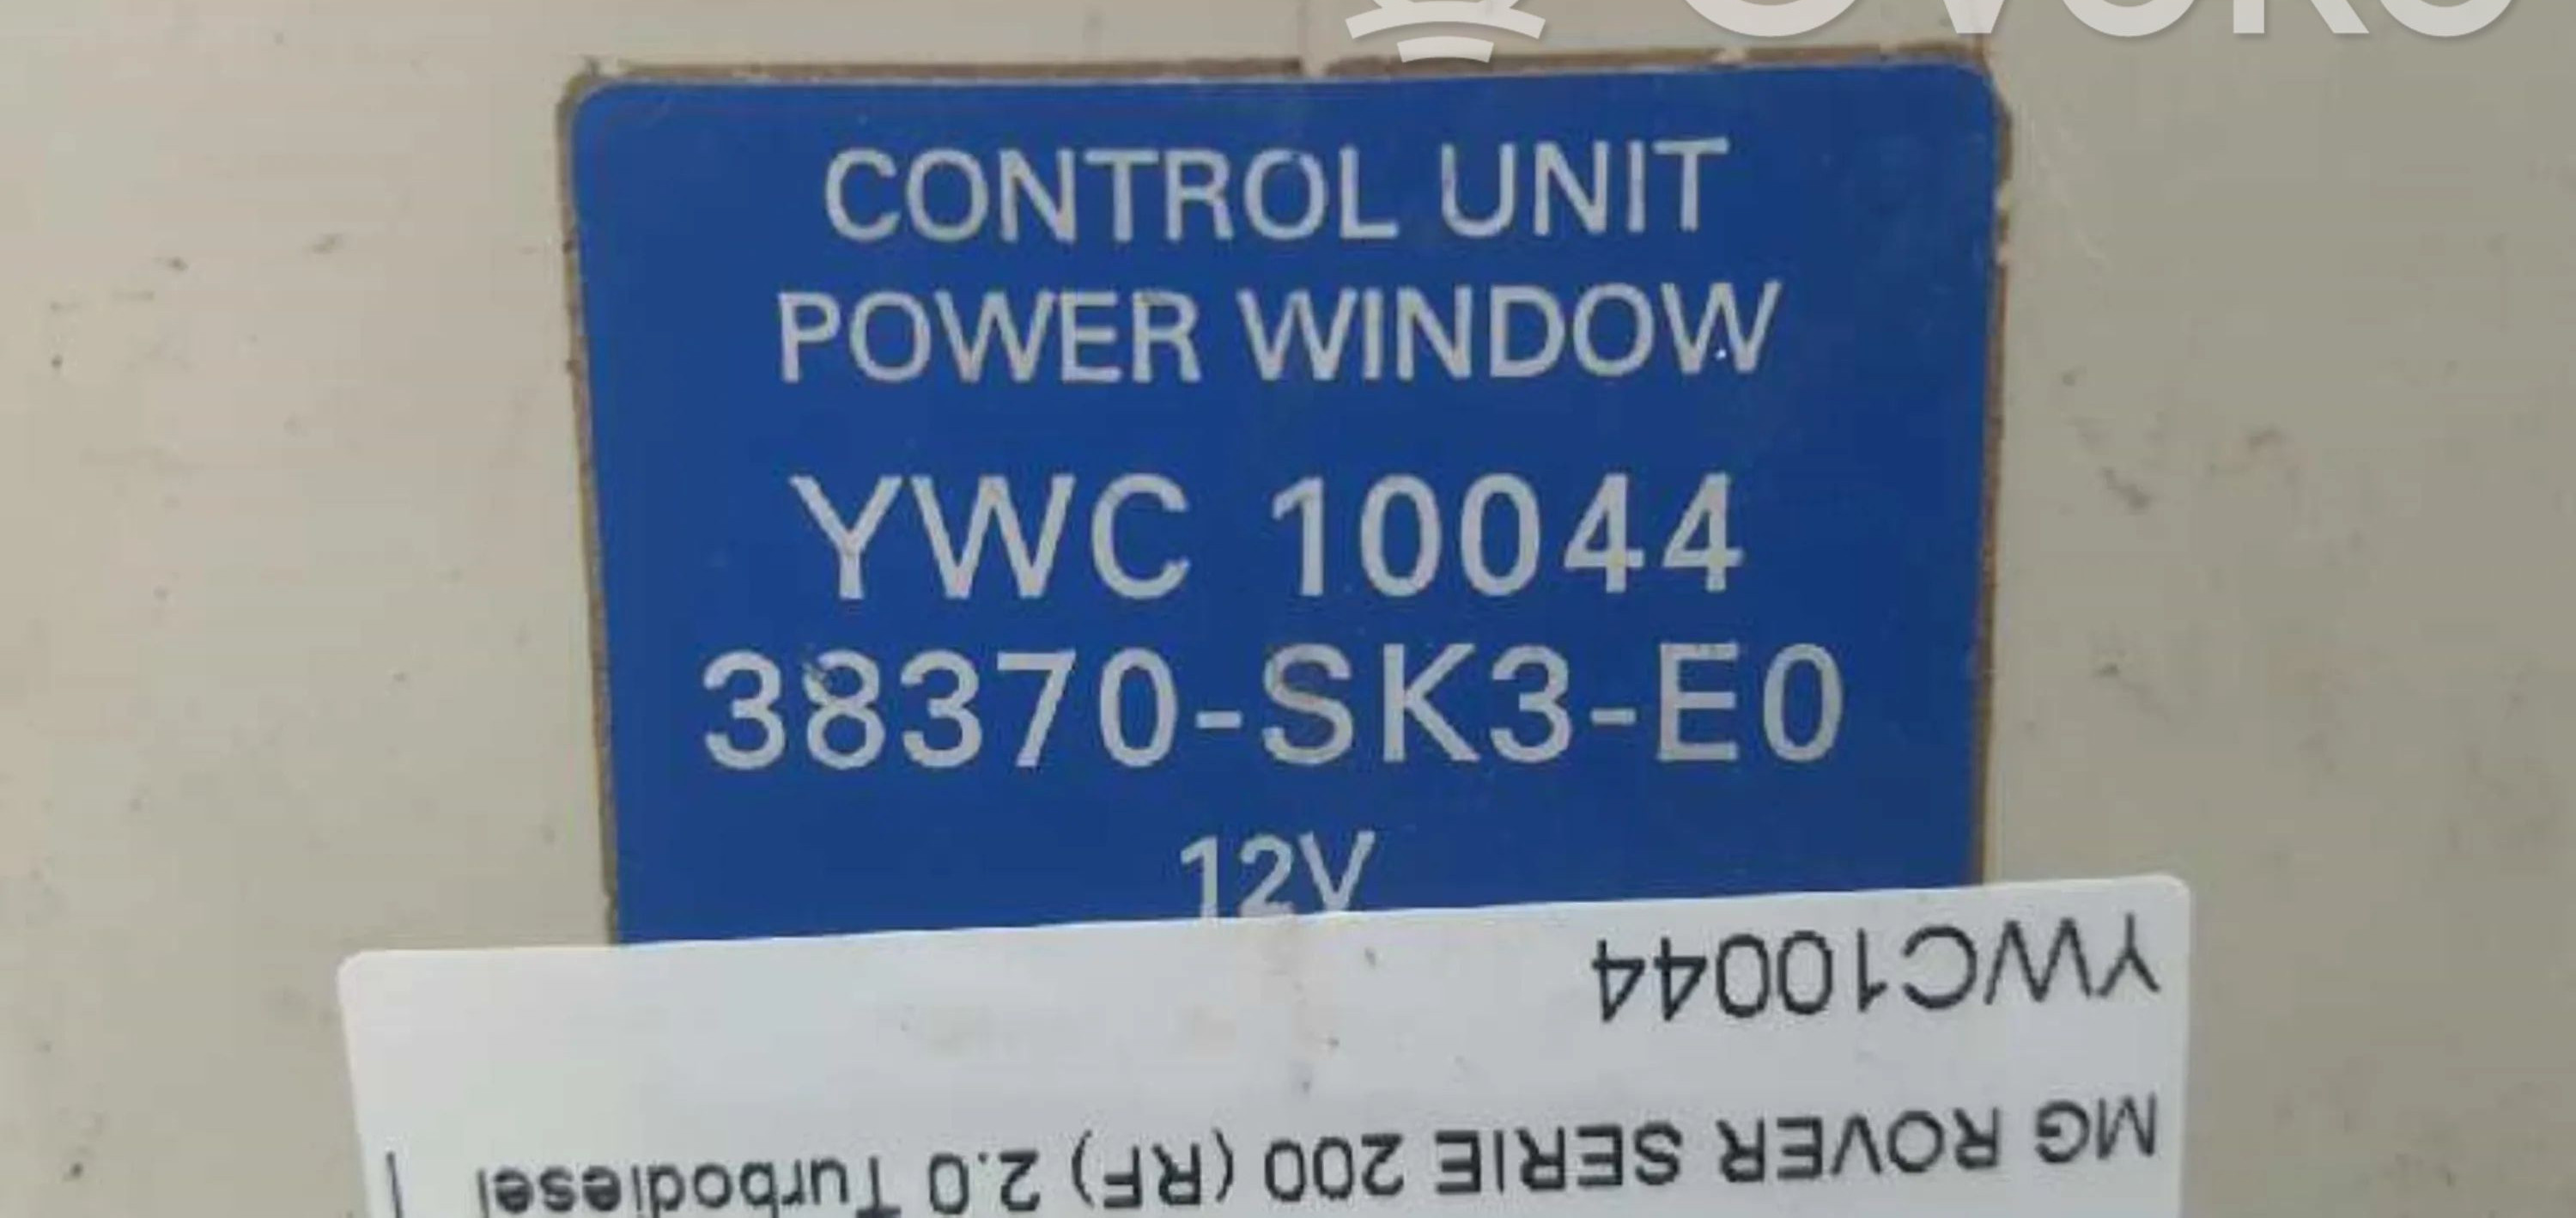 CONTROL UNIT
POWER WINDOW
YWC 10044
38370-SK3-E0
12V
YWC10044
MG ROVER SERIE 200 (RF) 2.0 Turbodiesel |